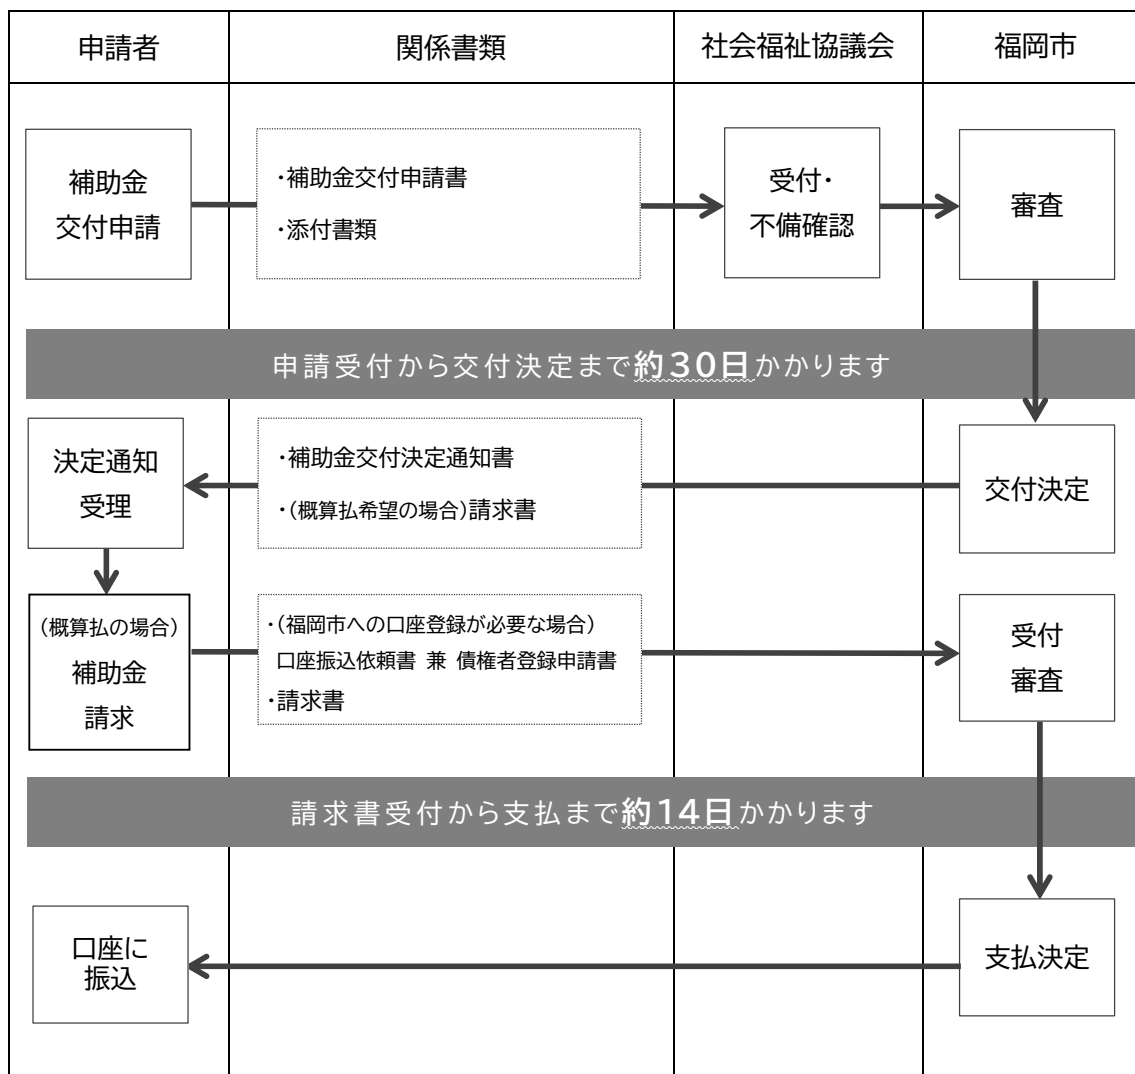 申請者
関係書類
社会福祉協議会
福岡市
補助金
交付申請
・補助金交付申請書
・添付書類
受付・
不備確認
審査
申請受付から交付決定まで約30日かかります
決定通知
受理
・補助金交付決定通知書
・(概算払希望の場合)請求書
交付決定
(概算払の場合)
補助金
請求
・(福岡市への口座登録が必要な場合)
口座振込依頼書 兼 債権者登録申請書
・請求書
受付
審査
請求書受付から支払まで約14日かかります
口座に
振込
支払決定